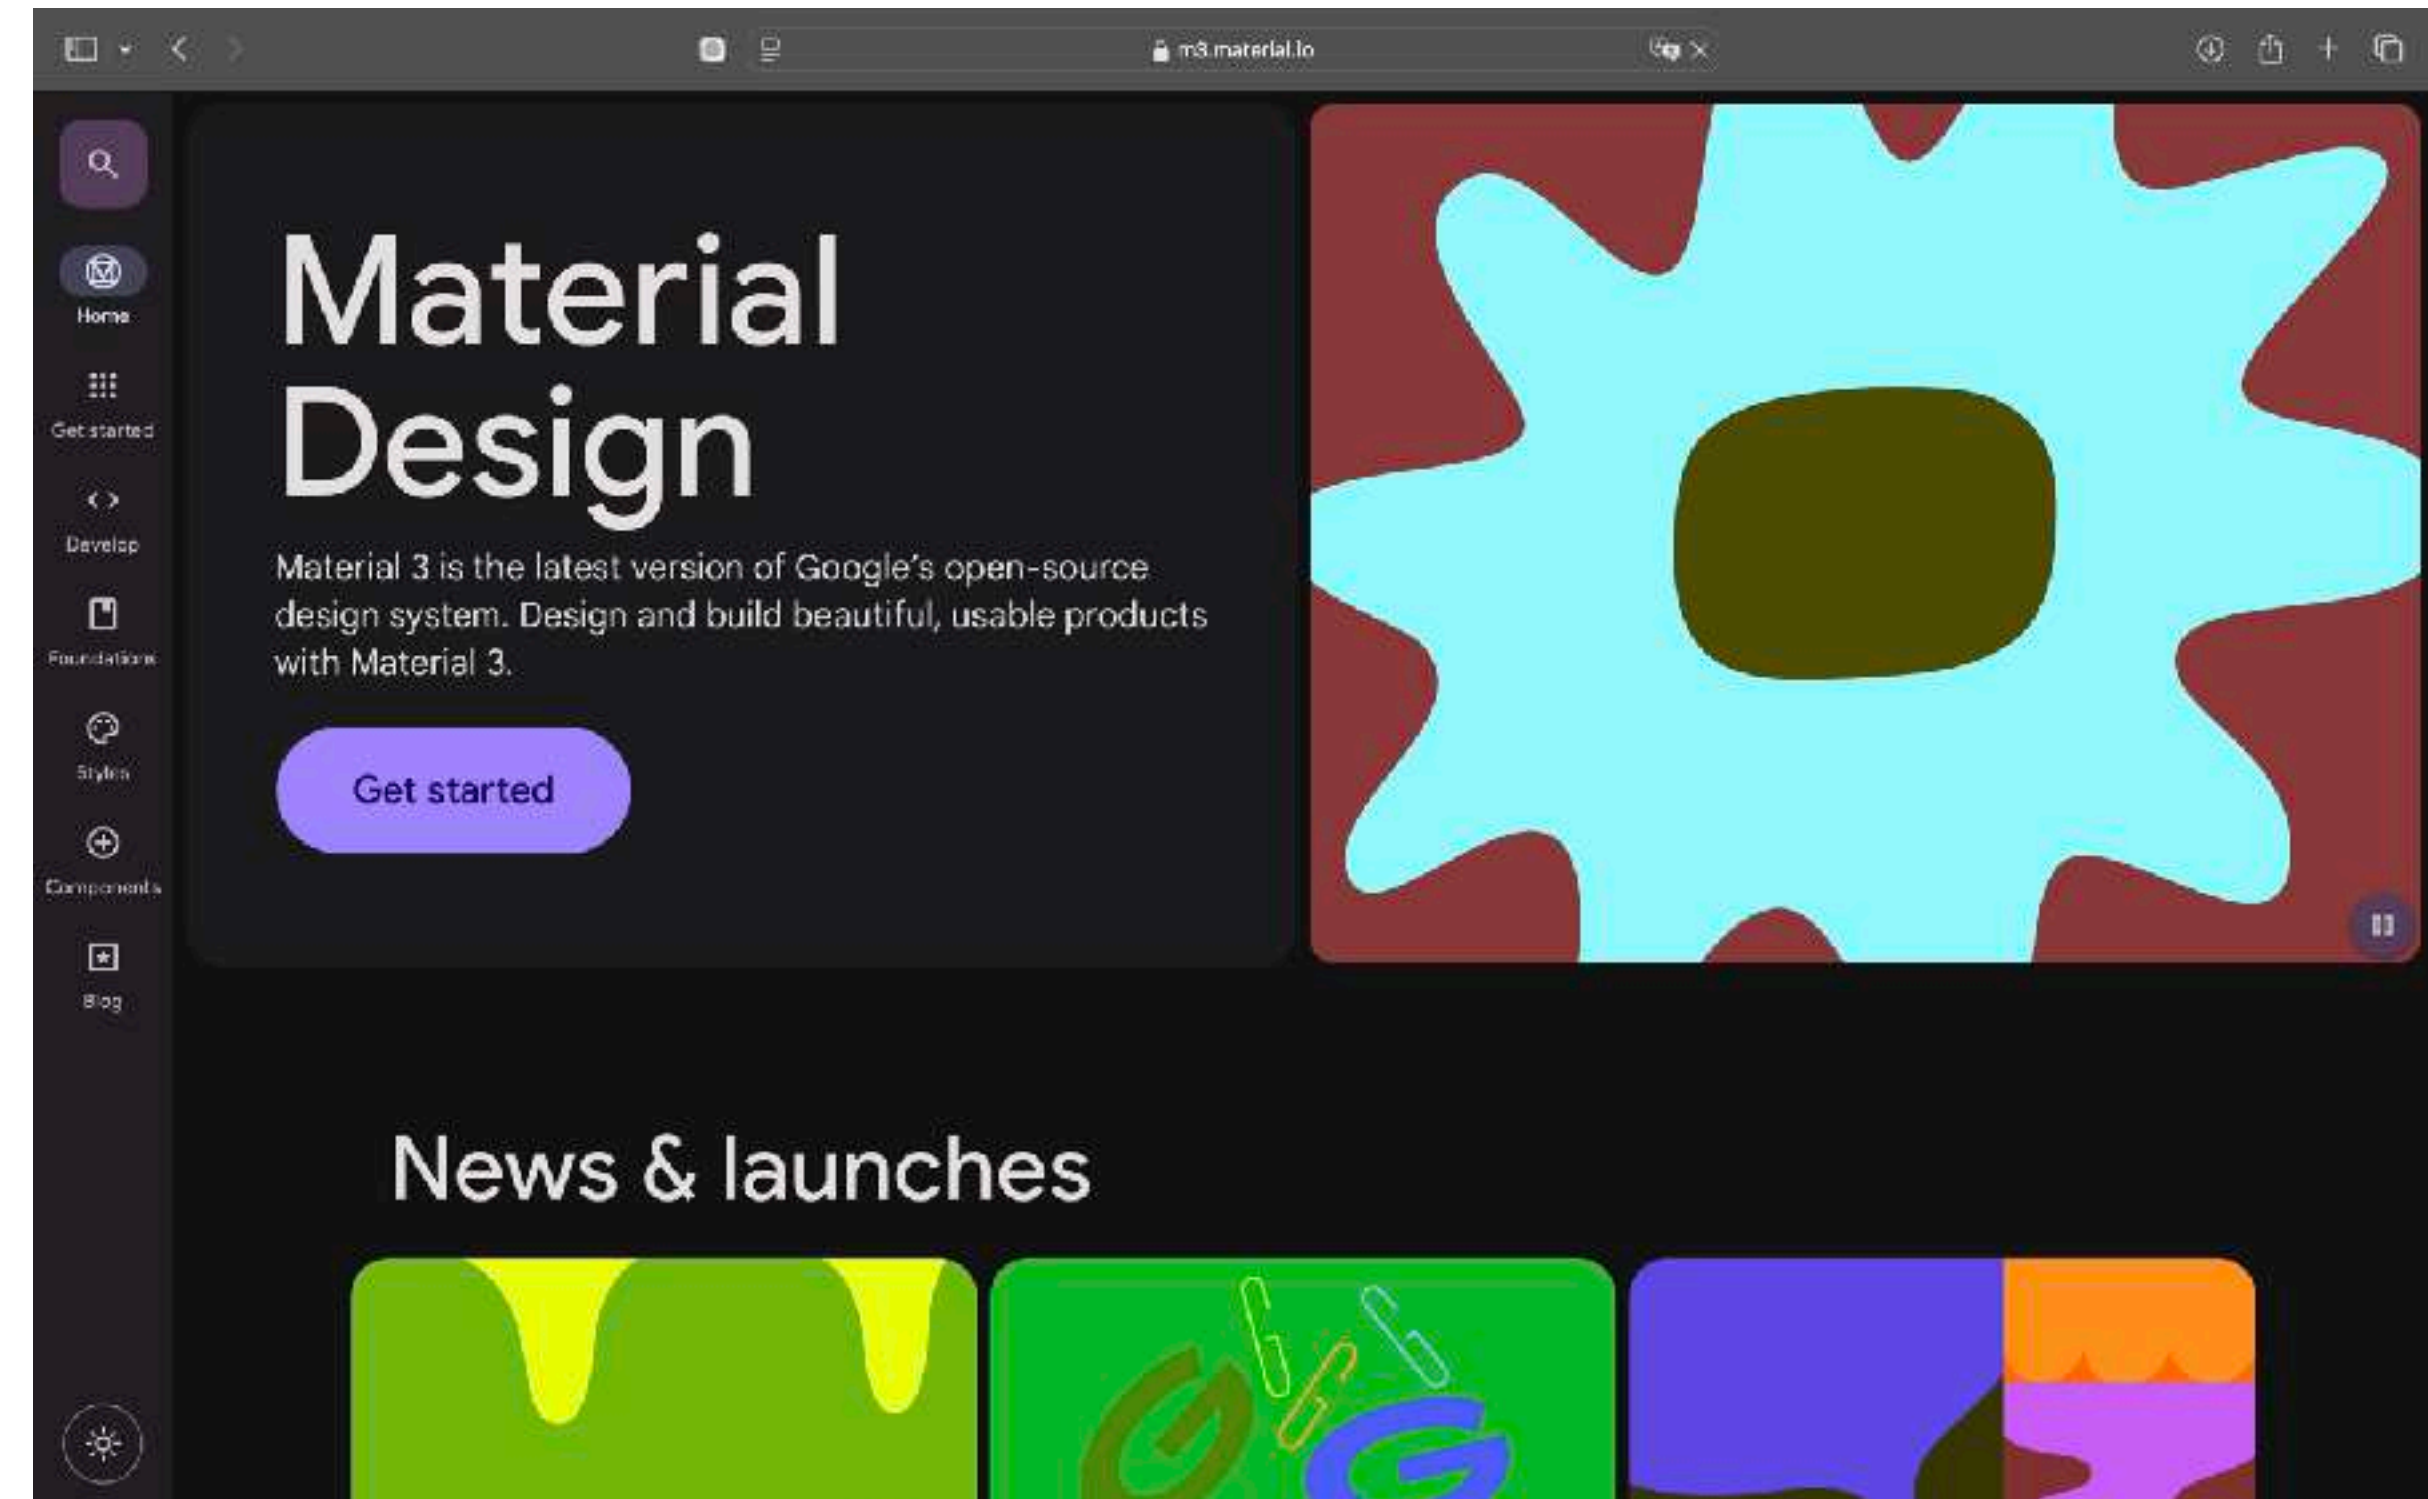 m3.material.io
Home
Get started
Develop
Foundations
Styles
Components
Blog
Material
Design
Material 3 is the latest version of Google's open-source
design system. Design and build beautiful, usable products
with Material 3.
Get started
News & launches